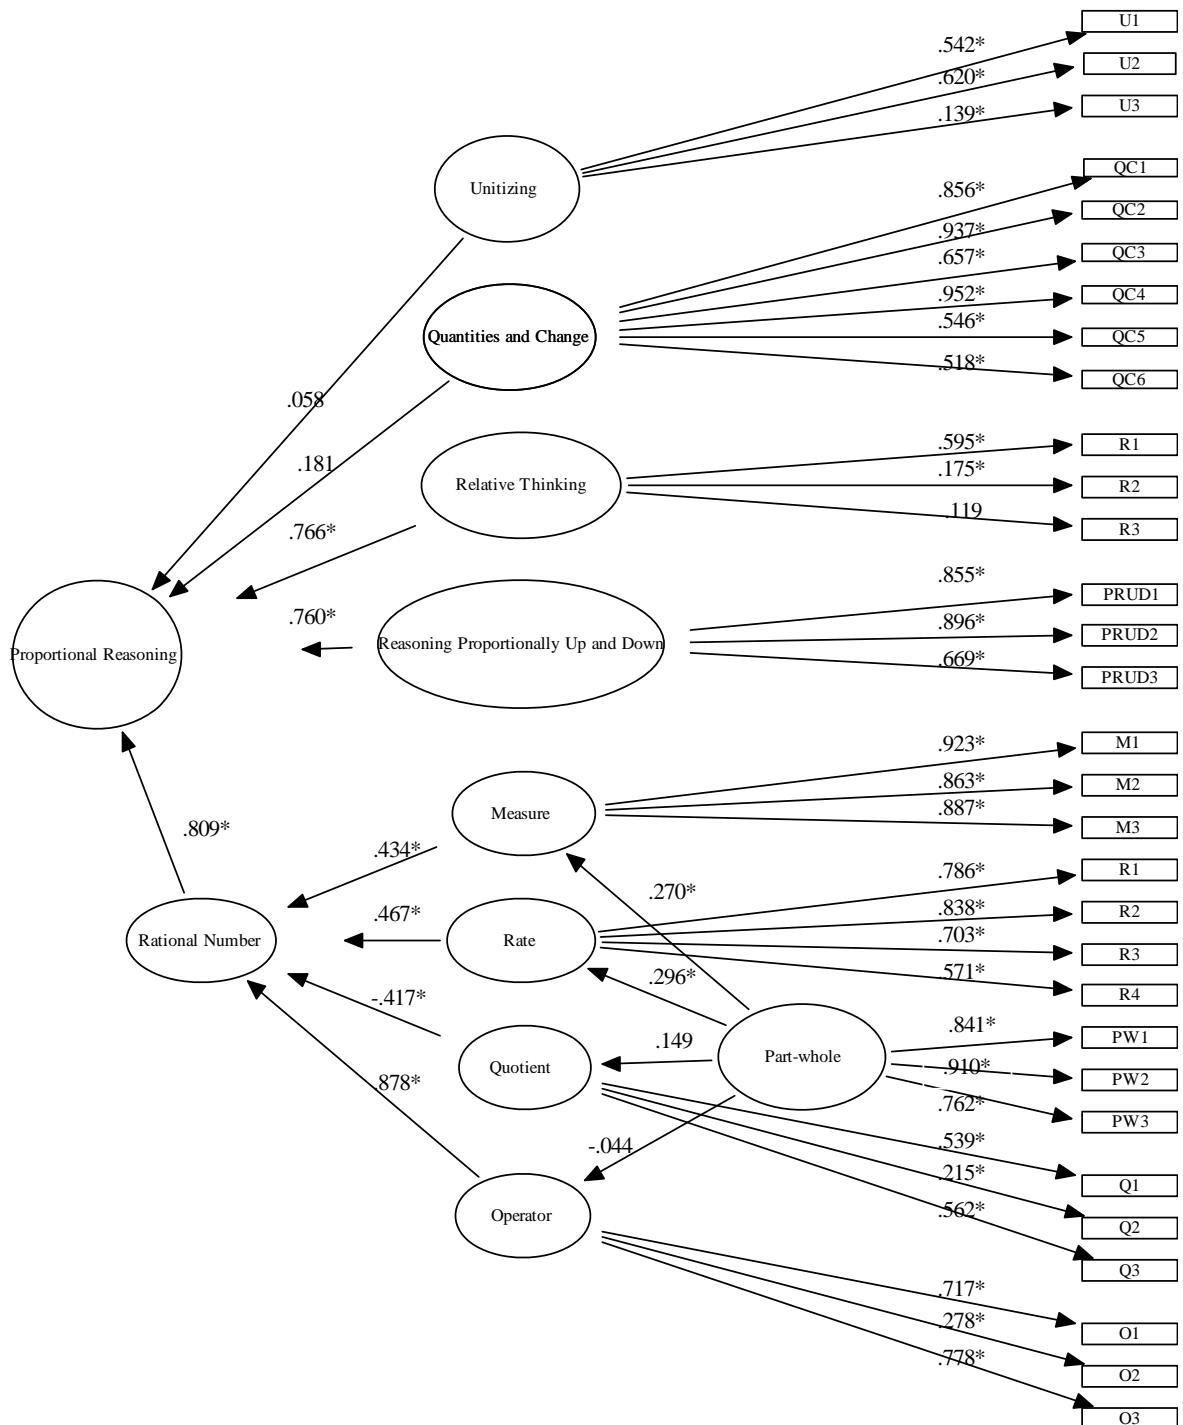 U1
.542*
U2
.620*
U3
.139*
Unitizing
QC1
.856*
QC2
.937*
QC3
.657*
QC4
.952*
Quantities and Change
QC5
.546*
QC6
.518*
.058
.181
R1
.595*
R2
.175*
Relative Thinking
R3
.119
.766*
PRUD1
.855*
.760*
PRUD2
.896*
Reasoning Proportionally Up and Down
Proportional Reasoning
PRUD3
.669*
M1
.923*
M2
.863*
Measure
M3
.887*
.809*
.434*
R1
.786*
.270*
R2
.838*
.467*
Rational Number
Rate
R3
.703*
R4
.571*
.296*
-.417*
PW1
.841*
.149
Part-whole
Quotient
PW2
.910*
.878*
PW3
.762*
-.044
.539*
Q1
.215*
Operator
Q2
.562*
Q3
.717*
O1
.278*
O2
.778*
O3